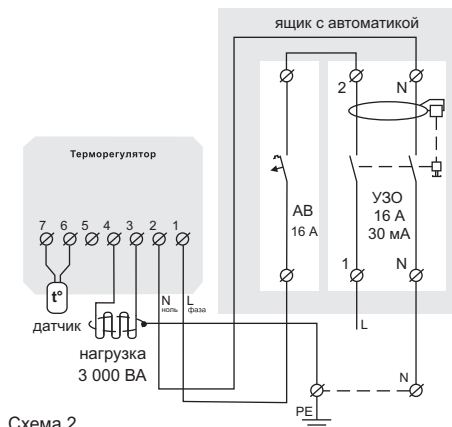 ящик с автоматикой
2
N
Терморегулятор
7 6 5 4 3 2 1
АВ
16 А
УЗО
16 А
30 мА
1
N
t°
датчик
N
ноль
L
фаза
L
нагрузка
3 000 ВА
N
PE
Схема 2